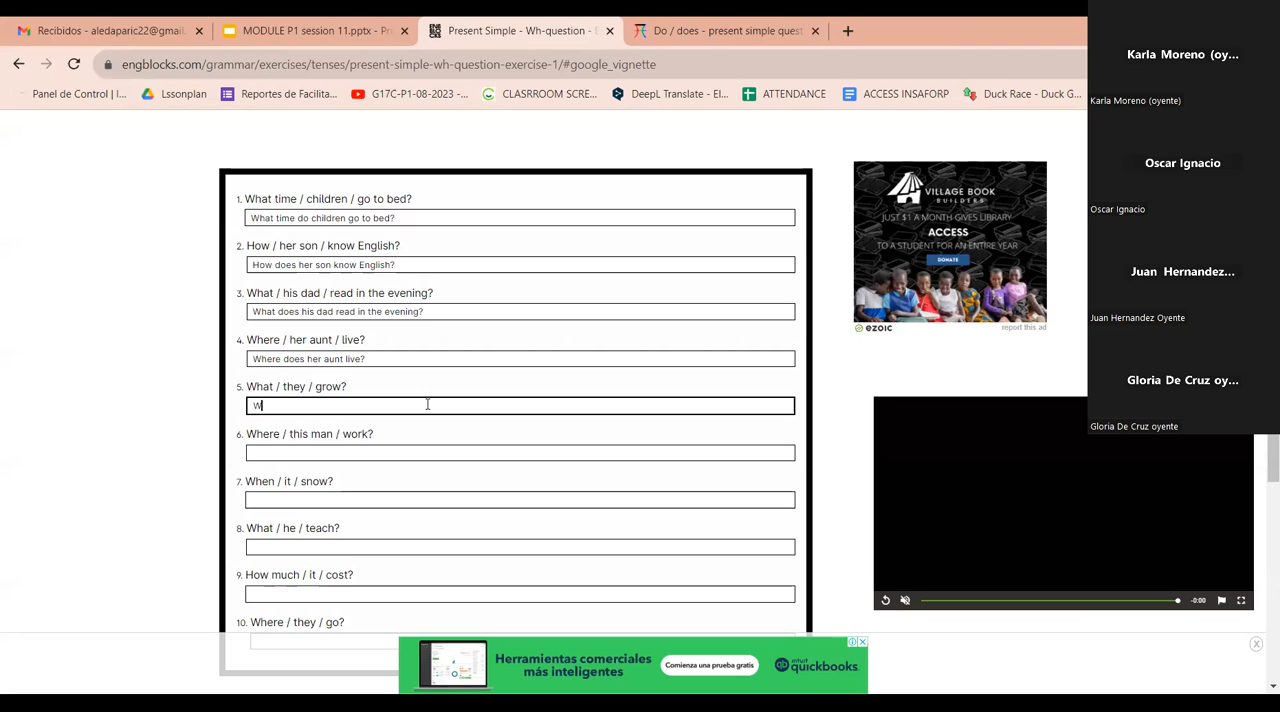 Recibidos - aledaparic22@gmail.
MODULE P1 session 11.pptx - Pr
Present Simple - Wh-question - E
Do / does - present simple quest
engblocks.com/grammar/exercises/tenses/present-simple-wh-question-exercise-1/#google_vignette
Panel de Control | I...
Lssonplan
Reportes de Facilita...
G17C-P1-08-2023 -...
CLASRROOM SCRE...
DeepL Translate - El...
ATTENDANCE
ACCESS INSAFORP
Duck Race - Duck G...
1. What time / children / go to bed?
What time do children go to bed?
2. How / her son / know English?
How does her son know English?
3. What / his dad / read in the evening?
What does his dad read in the evening?
4. Where / her aunt / live?
Where does her aunt live?
5. What / they / grow?
W
6. Where / this man / work?
7. When / it / snow?
8. What / he / teach?
9. How much / it / cost?
10. Where / they / go?
VILLAGE BOOK
BUILDERS
JUST $1 A MONTH GIVES LIBRARY
ACCESS
TO A STUDENT FOR AN ENTIRE YEAR
DONATE
ezoic
report this ad
-0:00
Herramientas comerciales
más inteligentes
Comienza una prueba gratis
intuit
quickbooks.
Karla Moreno (oy...
Karla Moreno (oyente)
Oscar Ignacio
Oscar Ignacio
Juan Hernandez...
Juan Hernandez Oyente
Gloria De Cruz oy...
Gloria De Cruz oyente